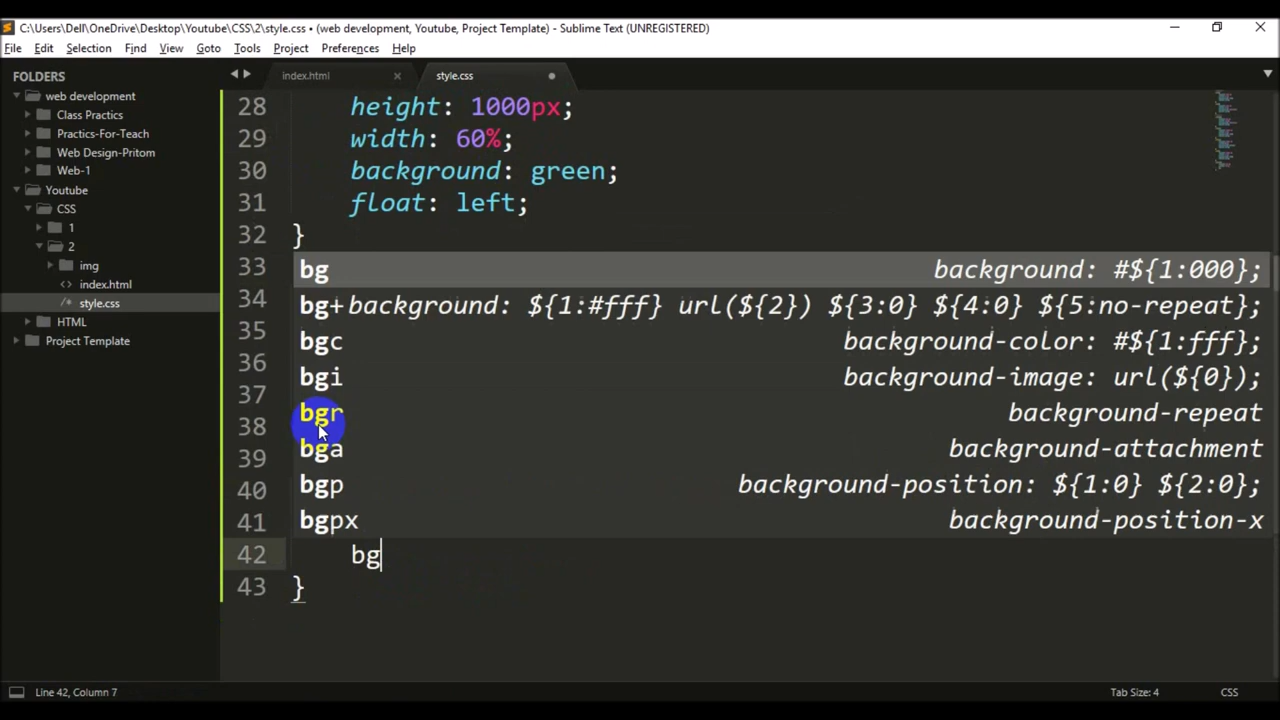 C:\Users\Dell\OneDrive\Desktop\Youtube\CSS\2\style.css • (web development, Youtube, Project Template) - Sublime Text (UNREGISTERED)
File Edit Selection View Goto Tools Project Preferences Help
FOLDERS
web development
Class Practics
Practics-For-Teach
Web Design-Pritom
Web-1
Youtube
CSS
1
2
img
index.html
style.css
HTML
Project Template
index.html style.css
28 height: 1000px;
29 width: 60%;
30 background: green;
31 float: left;
32 }
33
34
35
36
37
38
39
40
41
bg background: #${1:000};
bg+ background: ${1:#fff} url(${2}) ${3:0} ${4:0} ${5:no-repeat};
bgc background-color: #${1:fff};
bgi background-image: url(${0});
bgr background-repeat
bga background-attachment
bgp background-position: ${1:0} ${2:0};
bgpx background-position-x
42 bg
43 }
Line 42, Column 7 Tab Size: 4 CSS